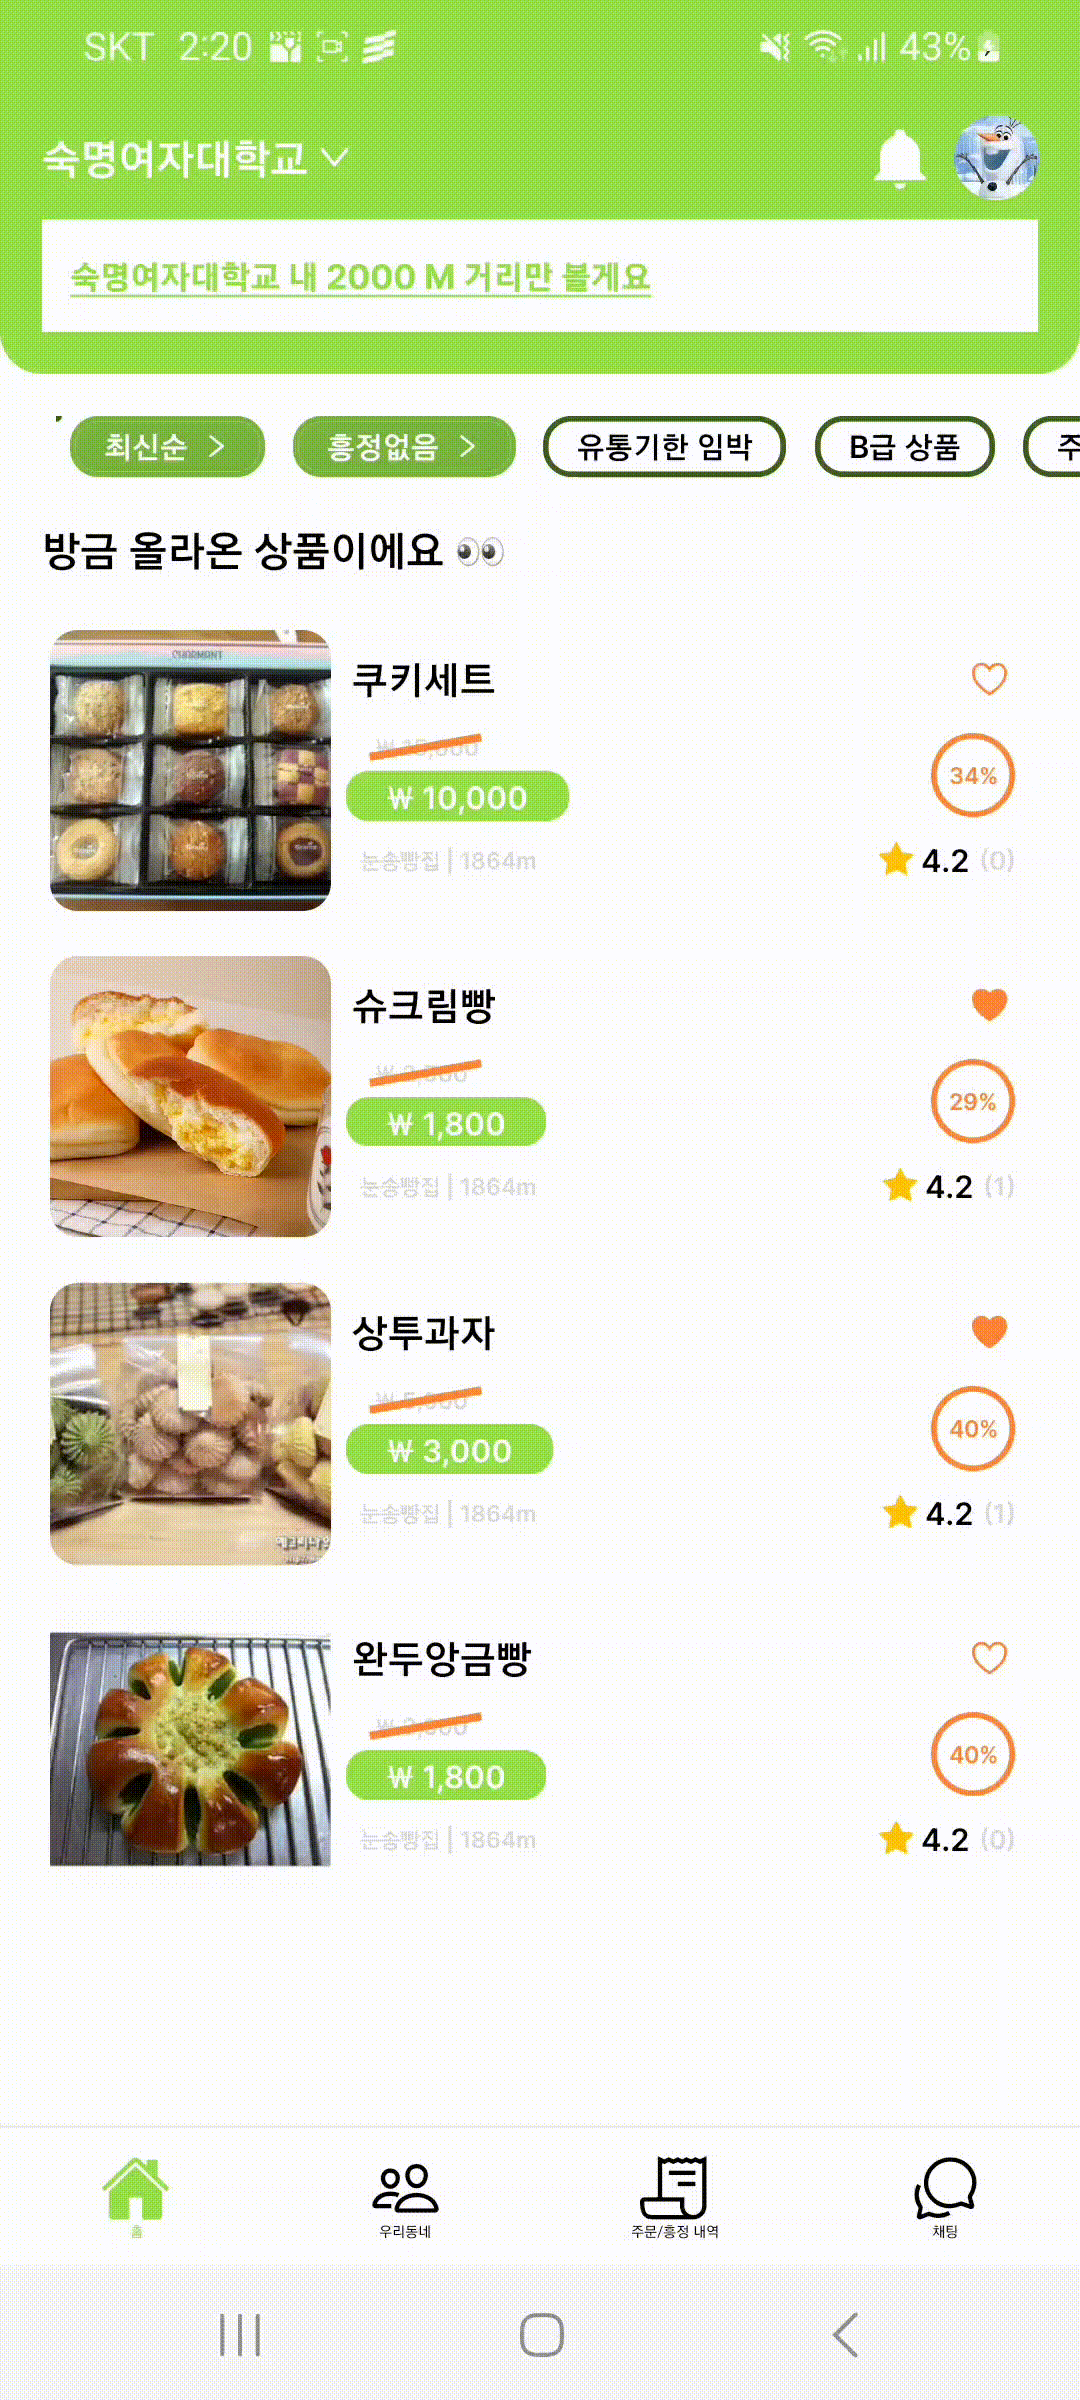 SKT 2:20 43%
숙명여자대학교
숙명여자대학교 내 2000 M 거리만 볼게요
최신순 > 흥정없음 > 유통기한 임박 B급 상품 주
방금 올라온 상품이에요 👀
CHARMANT
쿠키세트
34%
₩ 10,000
눈송빵집 | 1864m
4.2 (0)
슈크림빵
29%
₩ 1,800
눈송빵집 | 1864m
4.2 (1)
상투과자
40%
₩ 3,000
눈송빵집 | 1864m
4.2 (1)
완두앙금빵
40%
₩ 1,800
눈송빵집 | 1864m
4.2 (0)
홈 우리동네 주문/흥정 내역 채팅